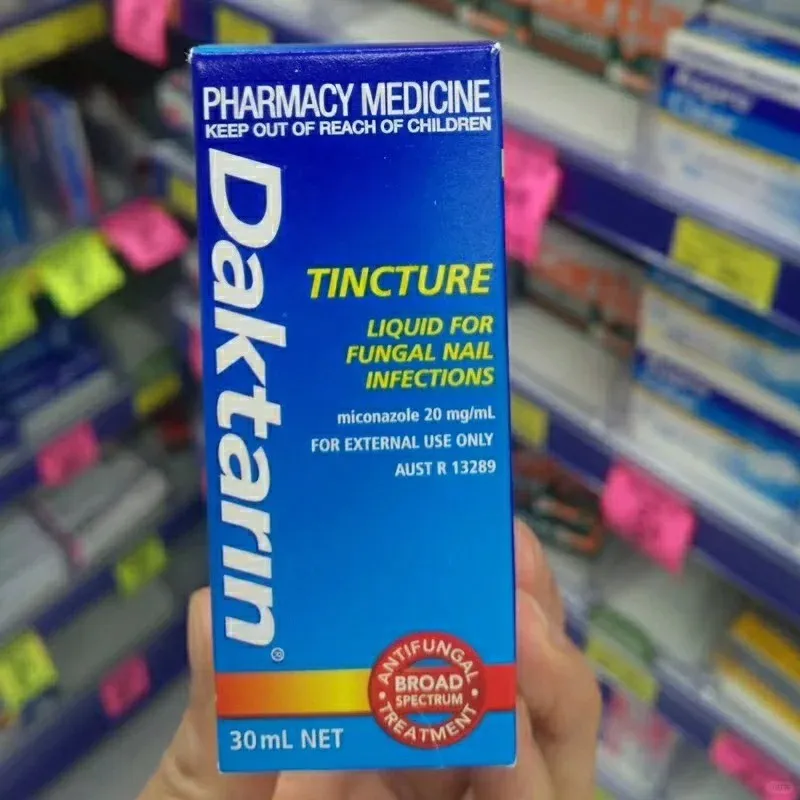 PHARMACY MEDICINE
KEEP OUT OF REACH OF CHILDREN
Daktarin®
TINCTURE
LIQUID FOR
FUNGAL NAIL
INFECTIONS
miconazole 20 mg/mL
FOR EXTERNAL USE ONLY
AUST R 13289
ANTIFUNGAL
BROAD
SPECTRUM
TREATMENT
30mL NET